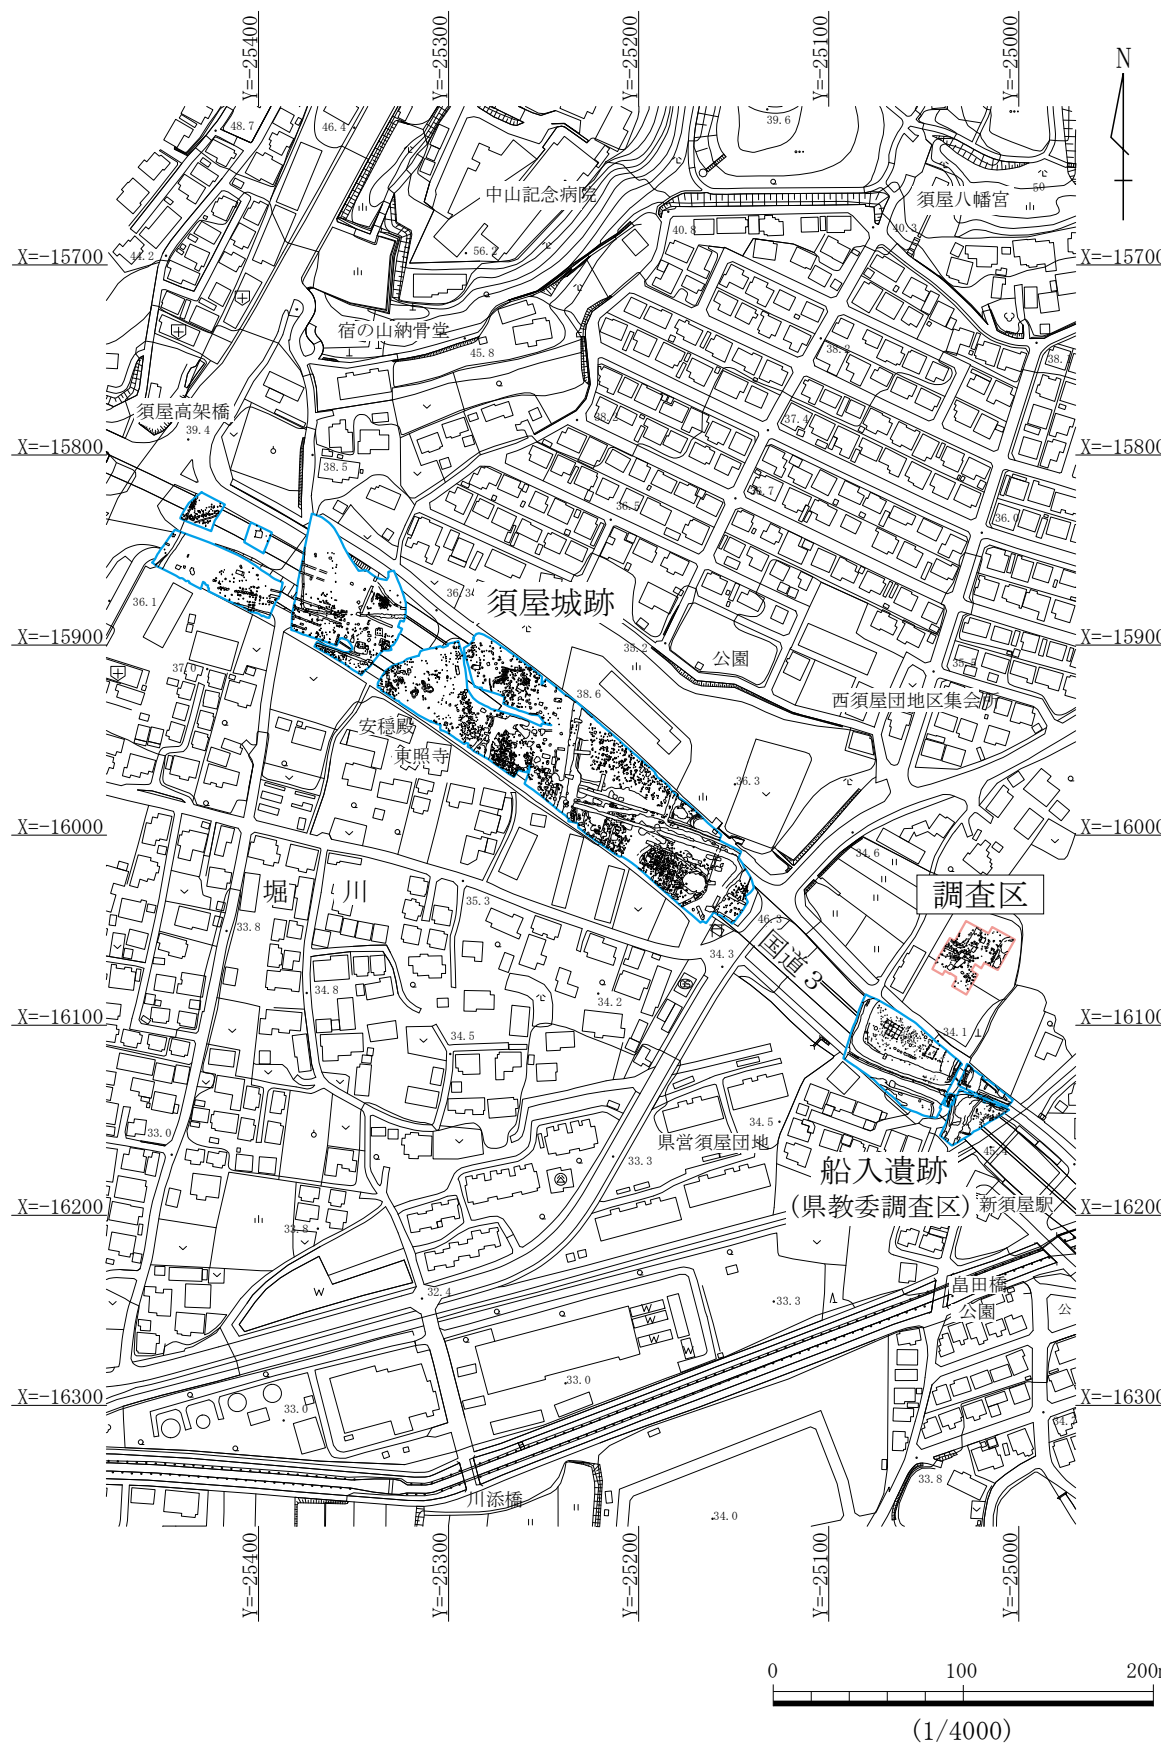 Y=-25400
Y=-25300
Y=-25200
Y=-25100
Y=-25000
N
48.7
46.4
39.6
中山記念病院
須屋八幡宮
50
40.8
40.3
44.2
56.2
X=-15700
X=-15700
宿の山納骨堂
45.8
38.2
須屋高架橋
39.4
37.4
X=-15800
X=-15800
38.5
36.5
36.0
須屋城跡
36.1
X=-15900
X=-15900
35.2
公園
37.0
38.6
西須屋団地区集会所
安穏殿
東照寺
36.3
X=-16000
X=-16000
34.6
堀川
35.3
調査区
46.3
33.8
国道3
34.3
34.8
34.2
X=-16100
X=-16100
34.5
34.1
33.0
県営須屋団地
34.5
33.3
船入遺跡
(県教委調査区)
45.4
新須屋駅
X=-16200
X=-16200
33.8
W
32.4
33.3
畠田橋
公園
公
W
W
W
W
33.0
X=-16300
X=-16300
33.0
33.8
川添橋
34.0
Y=-25400
Y=-25300
Y=-25200
Y=-25100
Y=-25000
0
100
200m
(1/4000)